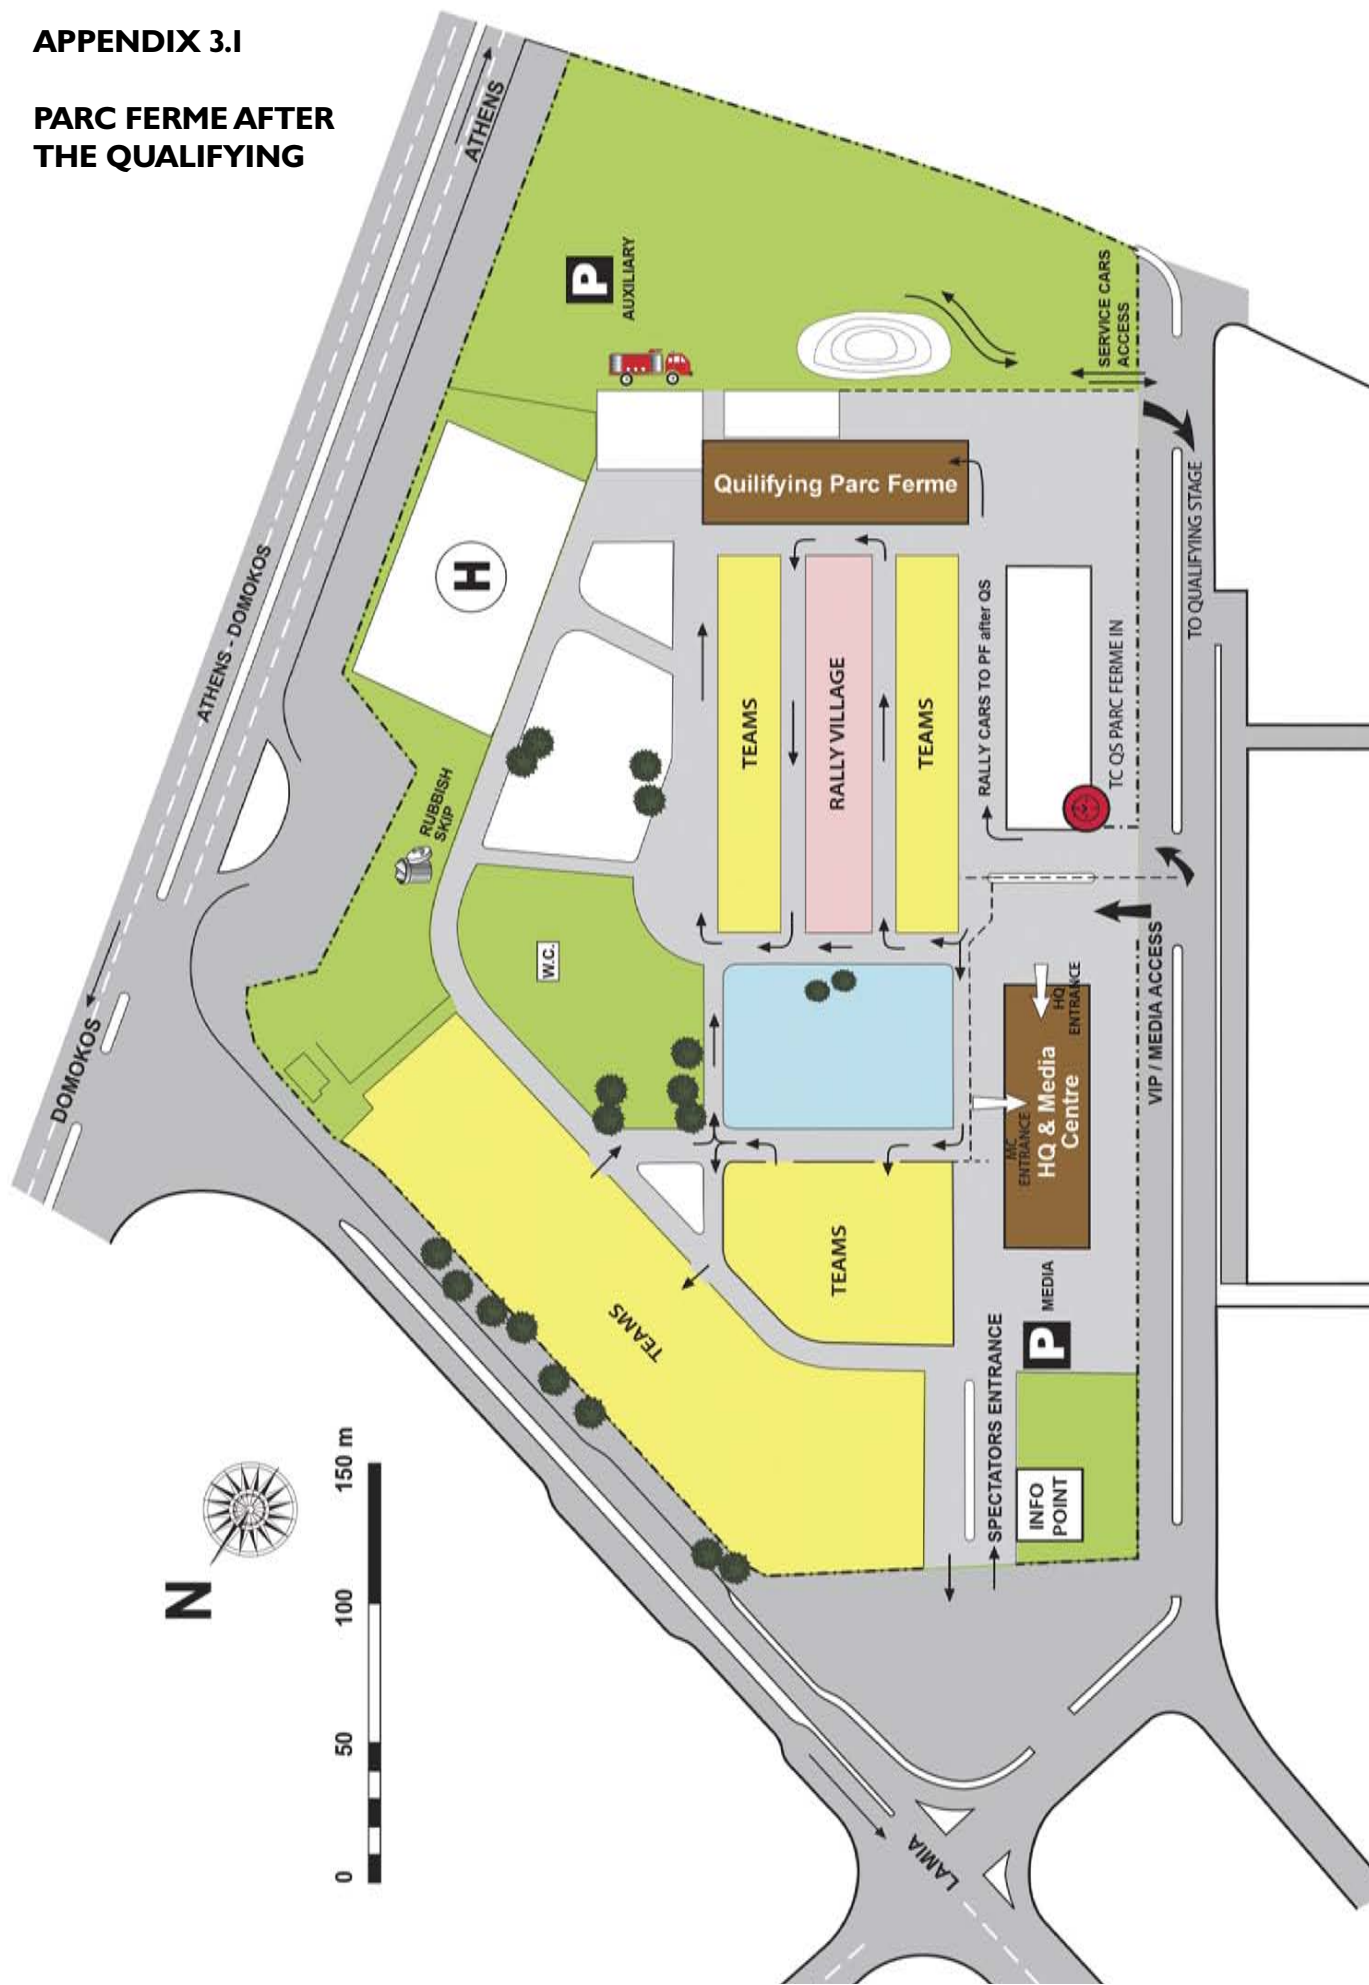 APPENDIX 3.1
PARC FERME AFTER
THE QUALIFYING
ATHENS
P
AUXILIARY
SERVICE CARS
ACCESS
ATHENS - DOMOKOS
H
Quilifying Parc Ferme
TO QUALIFYING STAGE
TEAMS
RALLY VILLAGE
TEAMS
RALLY CARS TO PF after QS
TC QS PARC FERME IN
RUBBISH
SKIP
W.C.
DOMOKOS
HQ
ENTRANCE
VIP / MEDIA ACCESS
HQ & Media
Centre
MC
ENTRANCE
TEAMS
TEAMS
MEDIA
P
SPECTATORS ENTRANCE
INFO
POINT
N
0
50
100
150 m
LAMIA